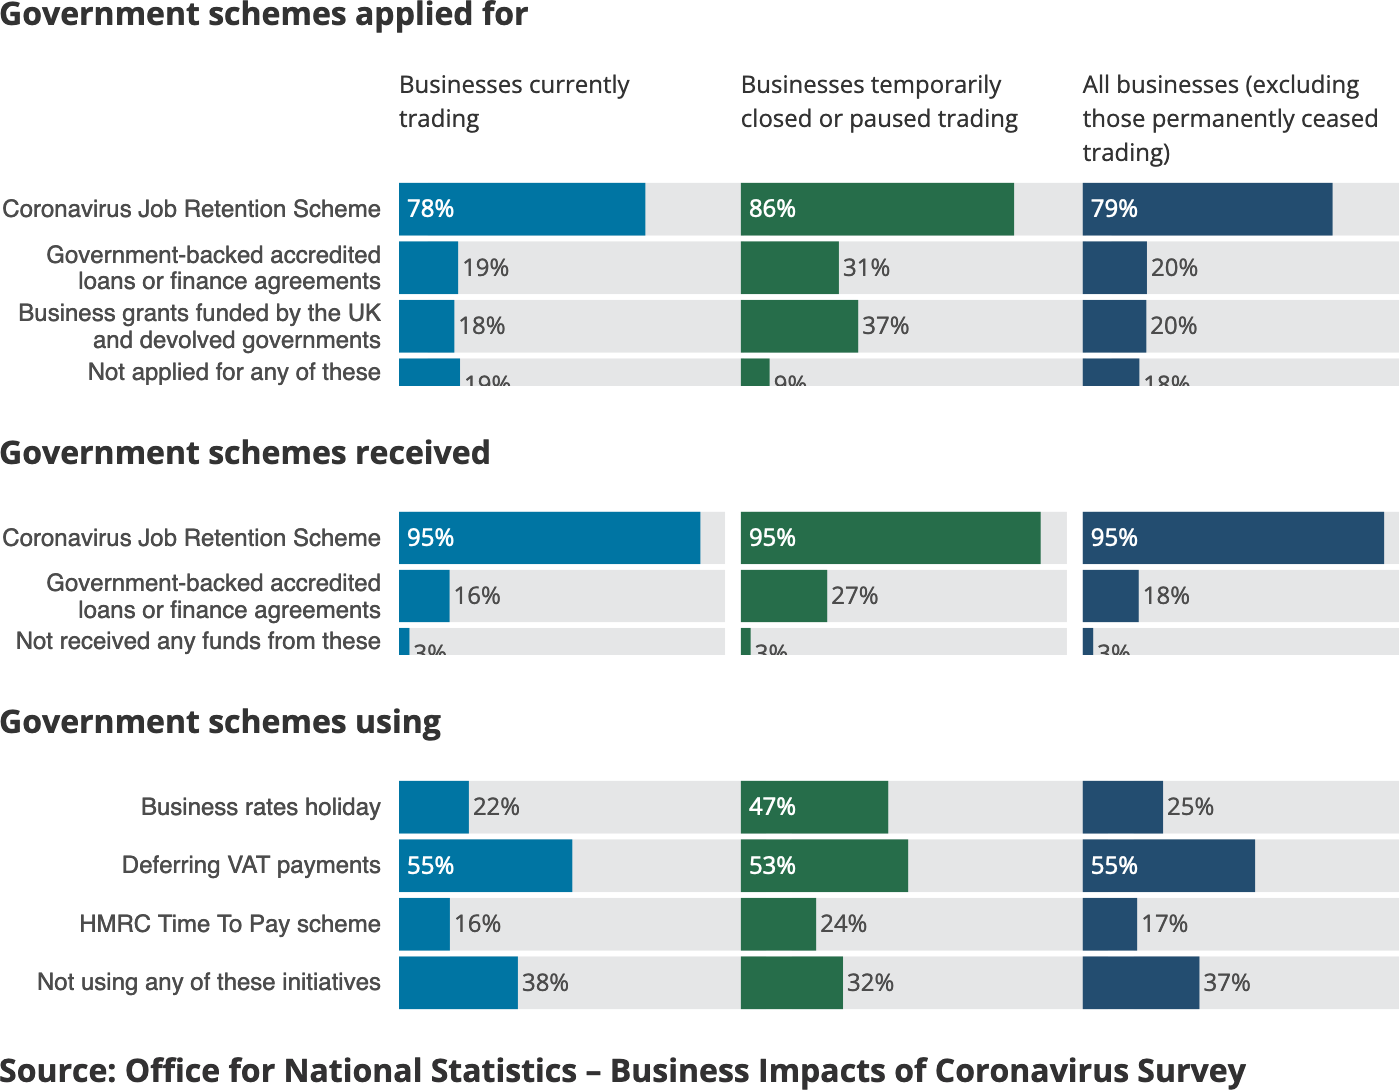 Government schemes applied for
Businesses currently
trading
Businesses temporarily
closed or paused trading
All businesses (excluding
those permanently ceased
trading)
Coronavirus Job Retention Scheme
78%
86%
79%
Government-backed accredited
loans or finance agreements
19%
31%
20%
Business grants funded by the UK
and devolved governments
18%
37%
20%
Not applied for any of these
19%
9%
18%
Government schemes received
Coronavirus Job Retention Scheme
95%
95%
95%
Government-backed accredited
loans or finance agreements
16%
27%
18%
Not received any funds from these
3%
3%
3%
Government schemes using
Business rates holiday
22%
47%
25%
Deferring VAT payments
55%
53%
55%
HMRC Time To Pay scheme
16%
24%
17%
Not using any of these initiatives
38%
32%
37%
Source: Office for National Statistics – Business Impacts of Coronavirus Survey